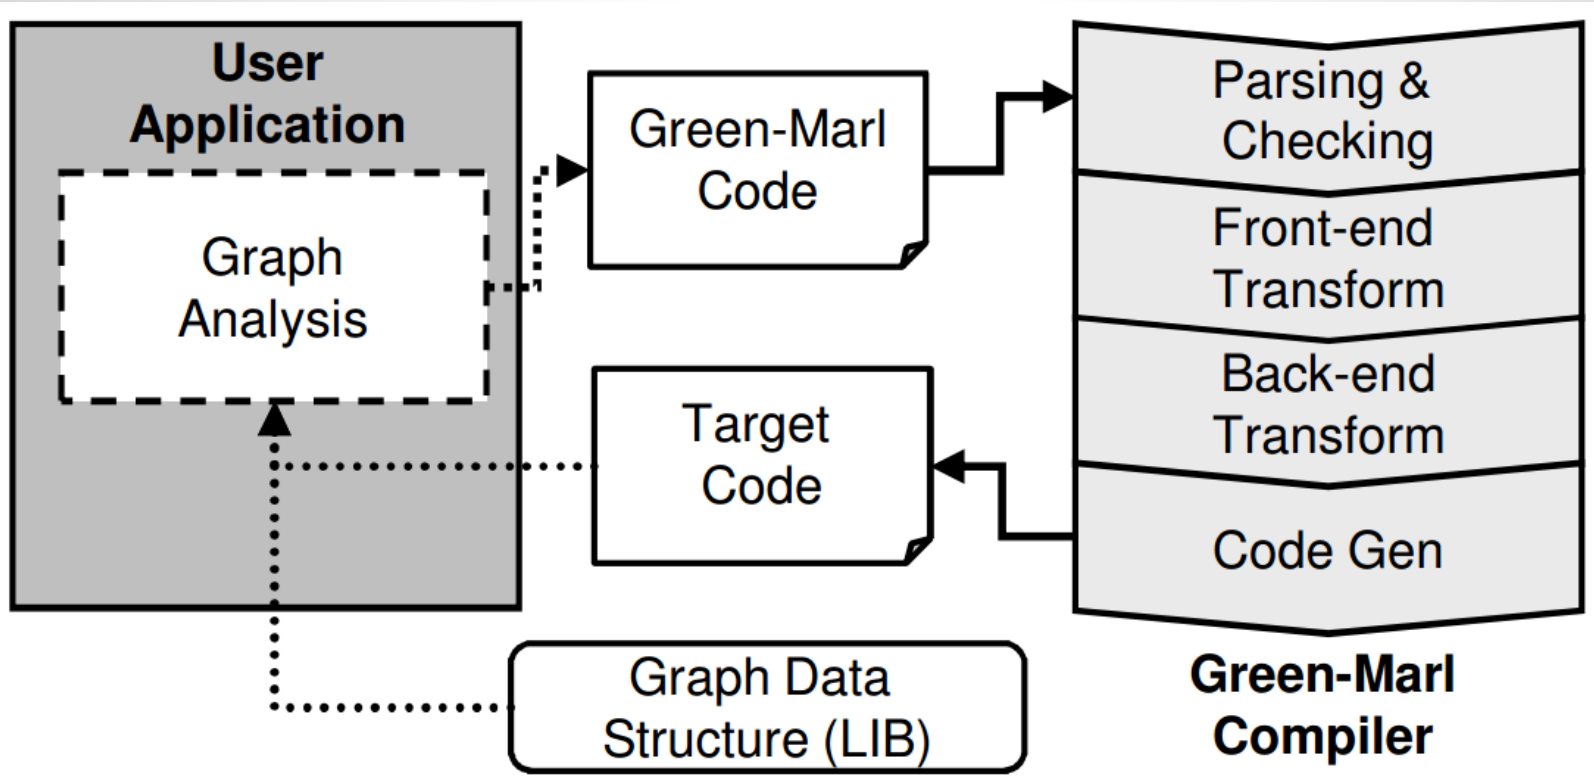 User
Application
Graph
Analysis
Green-Marl
Code
Target
Code
Graph Data
Structure (LIB)
Parsing &
Checking
Front-end
Transform
Back-end
Transform
Code Gen
Green-Marl
Compiler